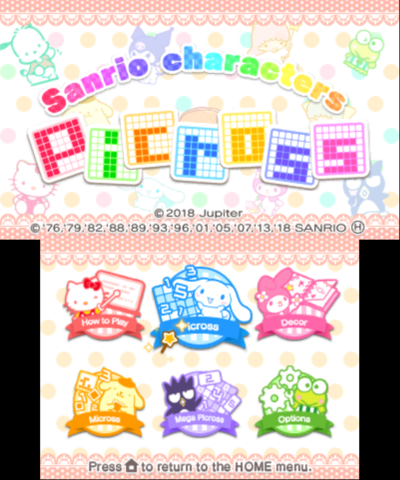 Sanrio characters
Picross
©2018 Jupiter
©'76,'79,'82,'88,'89,'93,'96,'01,'05,'07,'13,'18 SANRIO Ⓗ
How to Play
Picross
Decor
Micross
Mega Picross
Options
Press to return to the HOME menu.